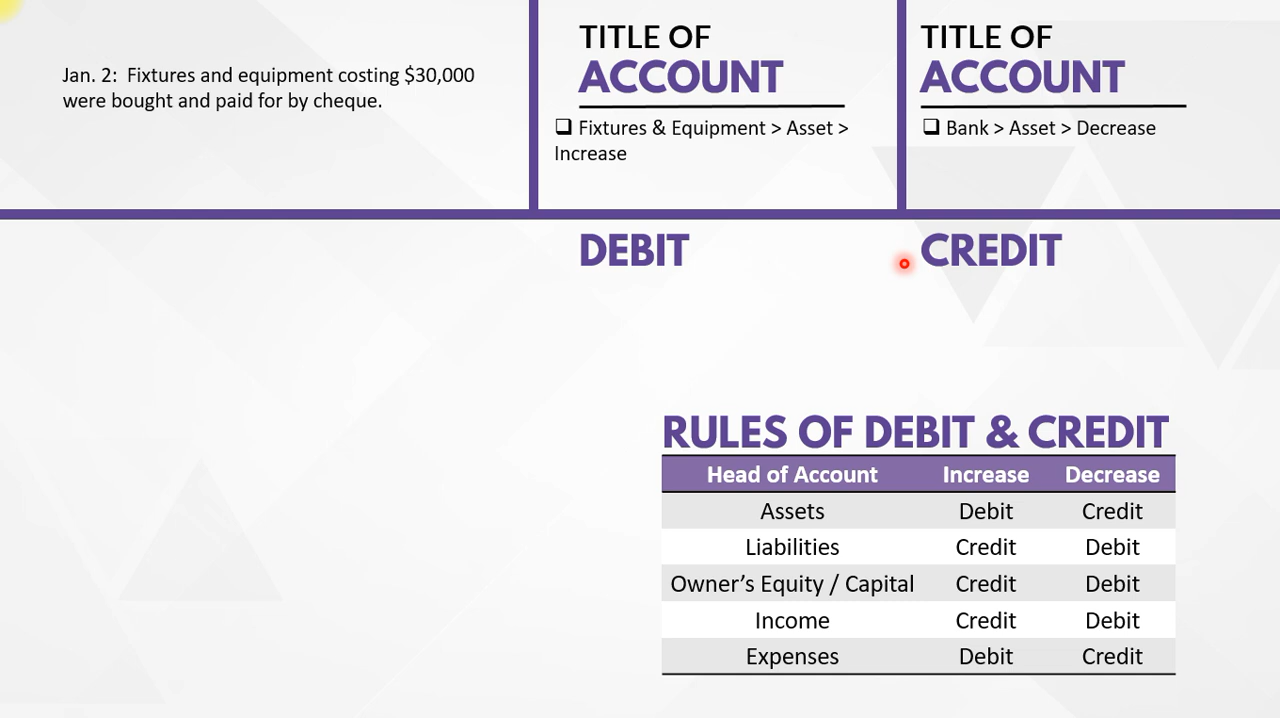 Jan. 2:  Fixtures and equipment costing $30,000
were bought and paid for by cheque.
TITLE OF
ACCOUNT
❑ Fixtures & Equipment > Asset >
Increase
TITLE OF
ACCOUNT
❑ Bank > Asset > Decrease
DEBIT
CREDIT
RULES OF DEBIT & CREDIT
Head of Account Increase Decrease
Assets Debit Credit
Liabilities Credit Debit
Owner’s Equity / Capital Credit Debit
Income Credit Debit
Expenses Debit Credit